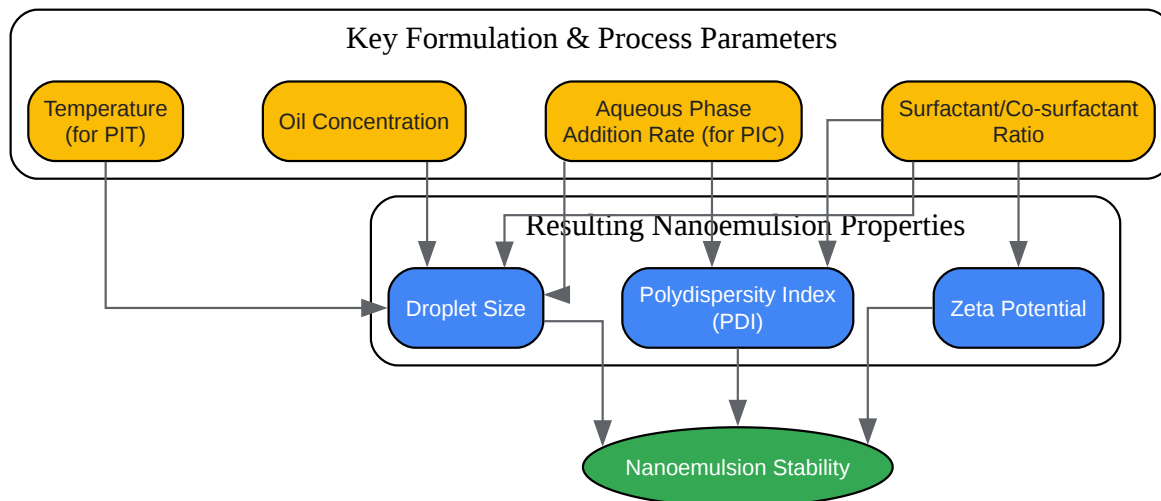 Key Formulation & Process Parameters
Temperature
(for PIT)
Oil Concentration
Aqueous Phase
Addition Rate (for PIC)
Surfactant/Co-surfactant
Ratio
Resulting Nanoemulsion Properties
Droplet Size
Polydispersity Index
(PDI)
Zeta Potential
Nanoemulsion Stability